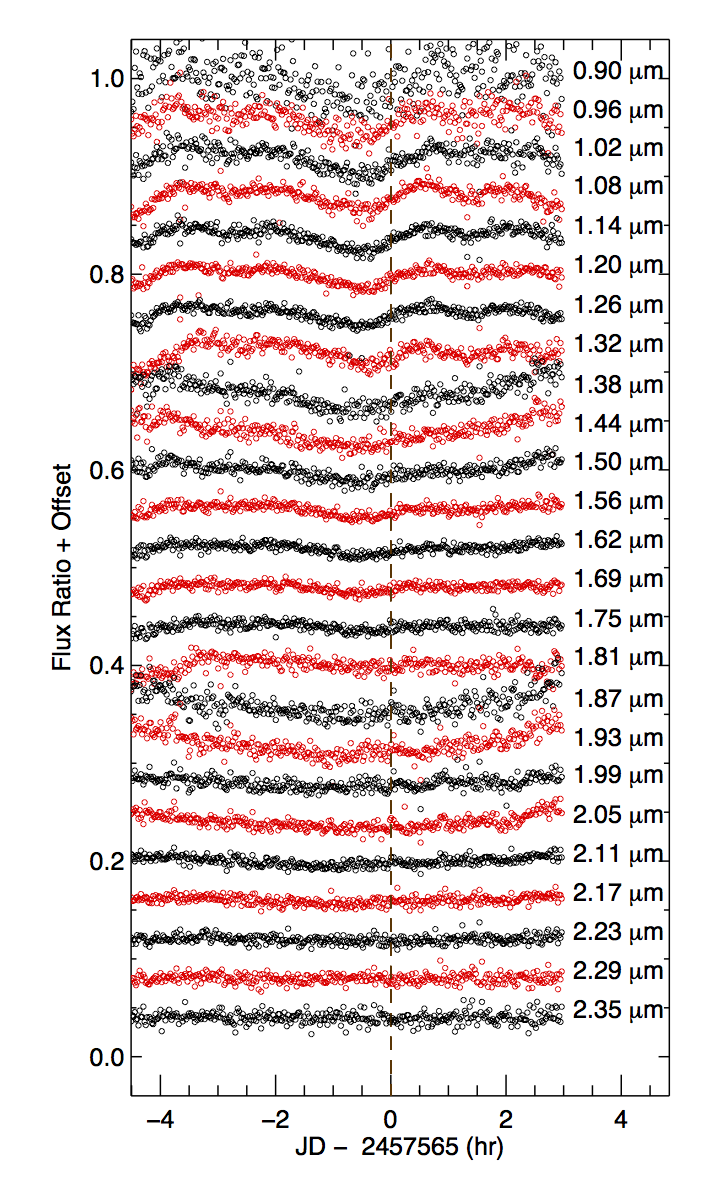 1.0
0.90 μm
0.96 μm
1.02 μm
1.08 μm
1.14 μm
0.8
1.20 μm
1.26 μm
1.32 μm
1.38 μm
1.44 μm
0.6
1.50 μm
1.56 μm
1.62 μm
1.69 μm
1.75 μm
Flux Ratio + Offset
0.4
1.81 μm
1.87 μm
1.93 μm
1.99 μm
2.05 μm
0.2
2.11 μm
2.17 μm
2.23 μm
2.29 μm
2.35 μm
0.0
−4 −2 0 2 4
JD − 2457565 (hr)